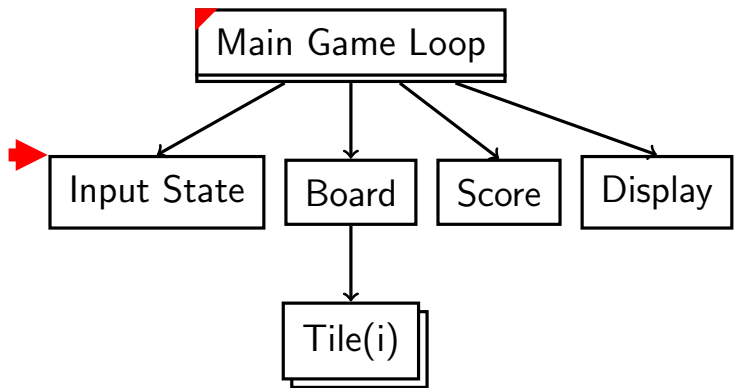 Main Game Loop
Input State
Board
Score
Display
Tile(i)